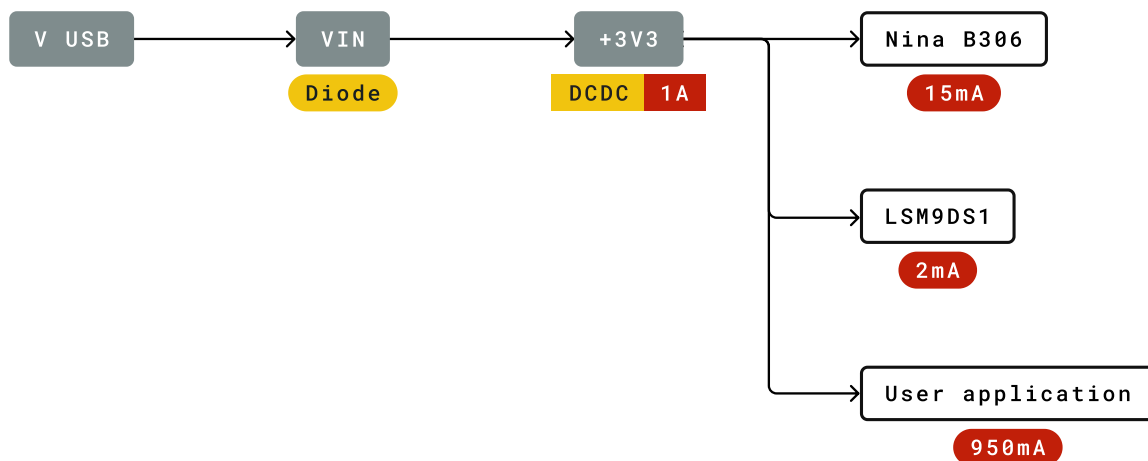 V USB
VIN
+3V3
Nina B306
Diode
DCDC
1A
15mA
LSM9DS1
2mA
User application
950mA